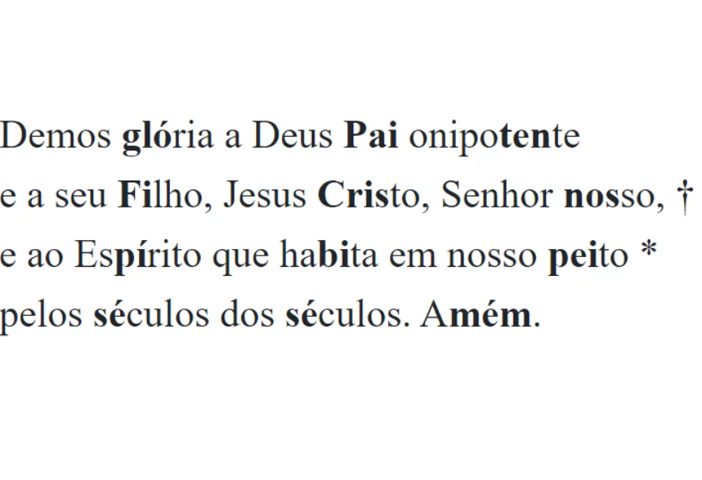 Demos glória a Deus Pai onipotente
e a seu Filho, Jesus Cristo, Senhor nosso, †
e ao Espírito que habita em nosso peito *
pelos séculos dos séculos. Amém.